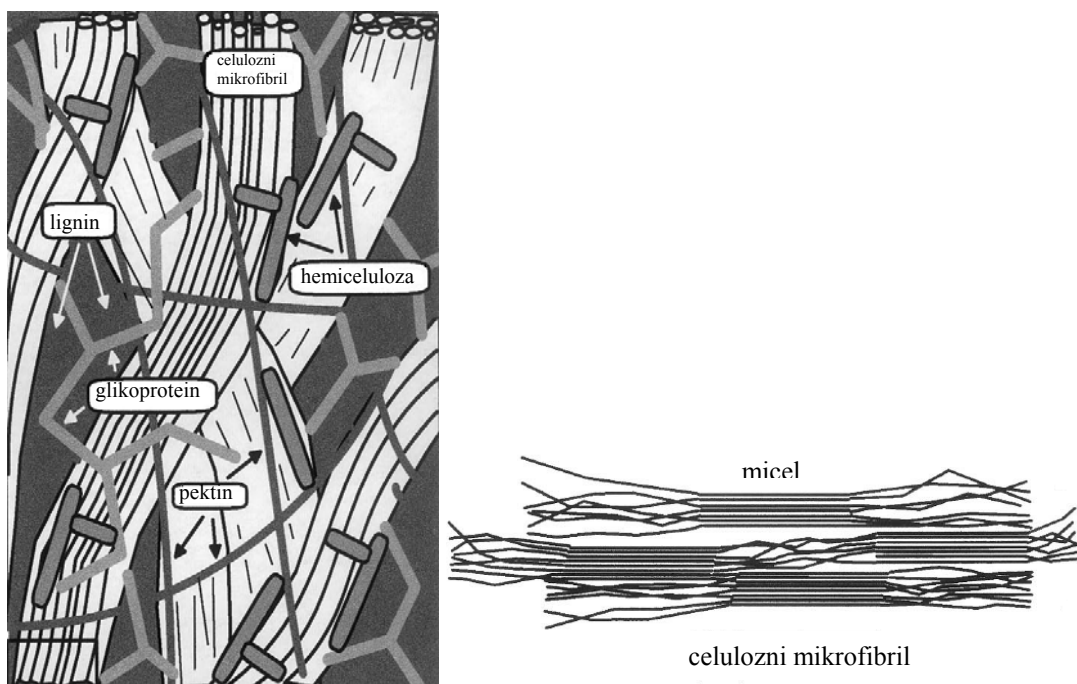 celulozni
mikrofibril
lignin
hemiceluloza
glikoprotein
pektin
micel
celulozni mikrofibril